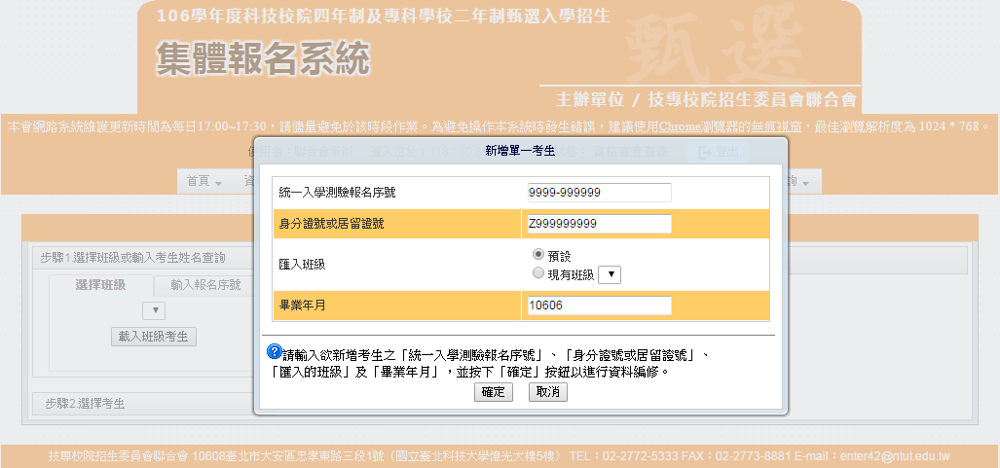 106學年度科技校院四年制及專科學校二年制甄選入學招生
甄選
集體報名系統
主辦單位 / 技專校院招生委員會聯合會
本會網路系統維護更新時間為每日17:00~17:30，請儘量避免於該時段作業。為避免操作本系統時發生錯誤，建議使用Chrome瀏覽器的無痕視窗，最佳瀏覽解析度為 1024 * 768。
登出
首頁
新增單一考生
統一入學測驗報名序號 9999-999999
身分證號或居留證號 Z999999999
匯入班級 預設
現有班級
畢業年月 10606
請輸入欲新增考生之「統一入學測驗報名序號」、「身分證號或居留證號」、
「匯入的班級」及「畢業年月」，並按下「確定」按鈕以進行資料編修。
確定 取消
步驟1.選擇班級或輸入考生姓名查詢
選擇班級 輸入報名序號
載入班級考生
步驟2.選擇考生
技專校院招生委員會聯合會 10608臺北市大安區忠孝東路三段1號（國立臺北科技大學億光大樓5樓） TEL：02-2772-5333 FAX：02-2773-8881 E-mail：enter42@ntut.edu.tw